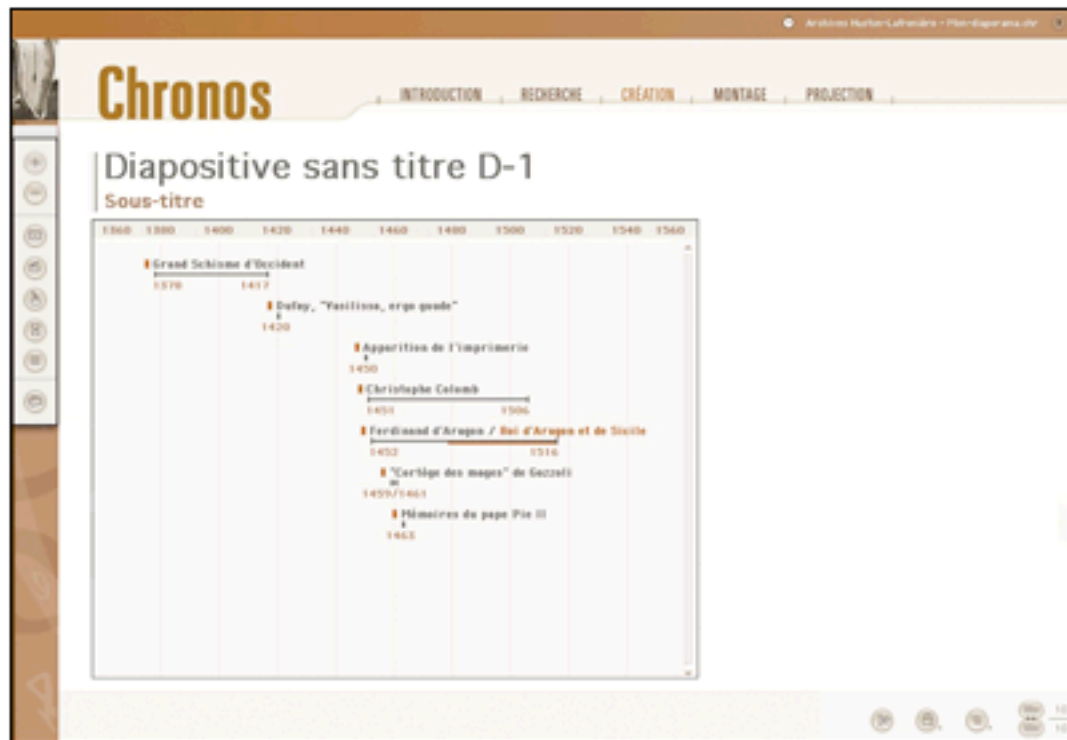 Chronos
INTRODUCTION RECHERCHE CRÉATION MONTAGE PROJECTION
Diapositive sans titre D-1
Sous-titre
1360 1380 1400 1420 1440 1460 1480 1500 1520 1540 1560
Grand Schisme d'Occident
1378 1417
Dufay, "Vasilissa, ergo gaude"
1420
Apparition de l'imprimerie
1450
Christophe Colomb
1451 1506
Ferdinand d'Aragon / Roi d'Aragon et de Sicile
1452 1516
"Cortège des mages" de Gozzoli
1459/1461
Mémoires du pape Pie II
1463